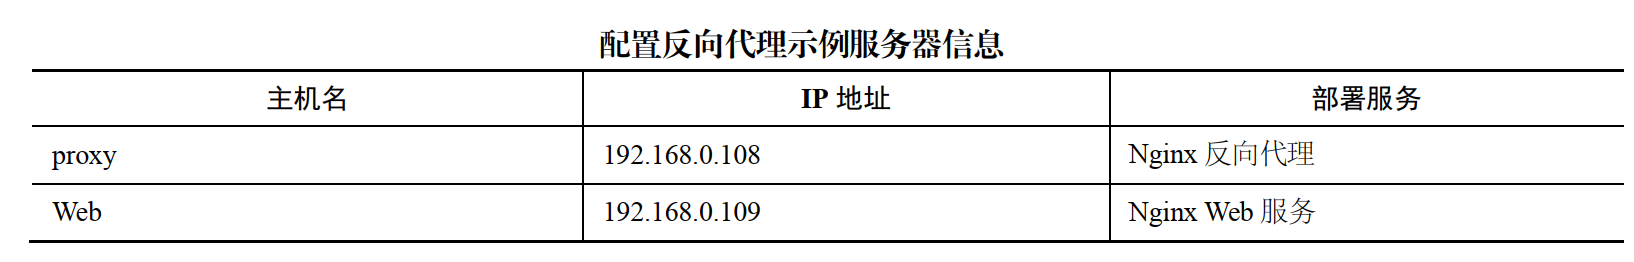 配置反向代理示例服务器信息
主机名 IP 地址 部署服务
proxy 192.168.0.108 Nginx 反向代理
Web 192.168.0.109 Nginx Web 服务